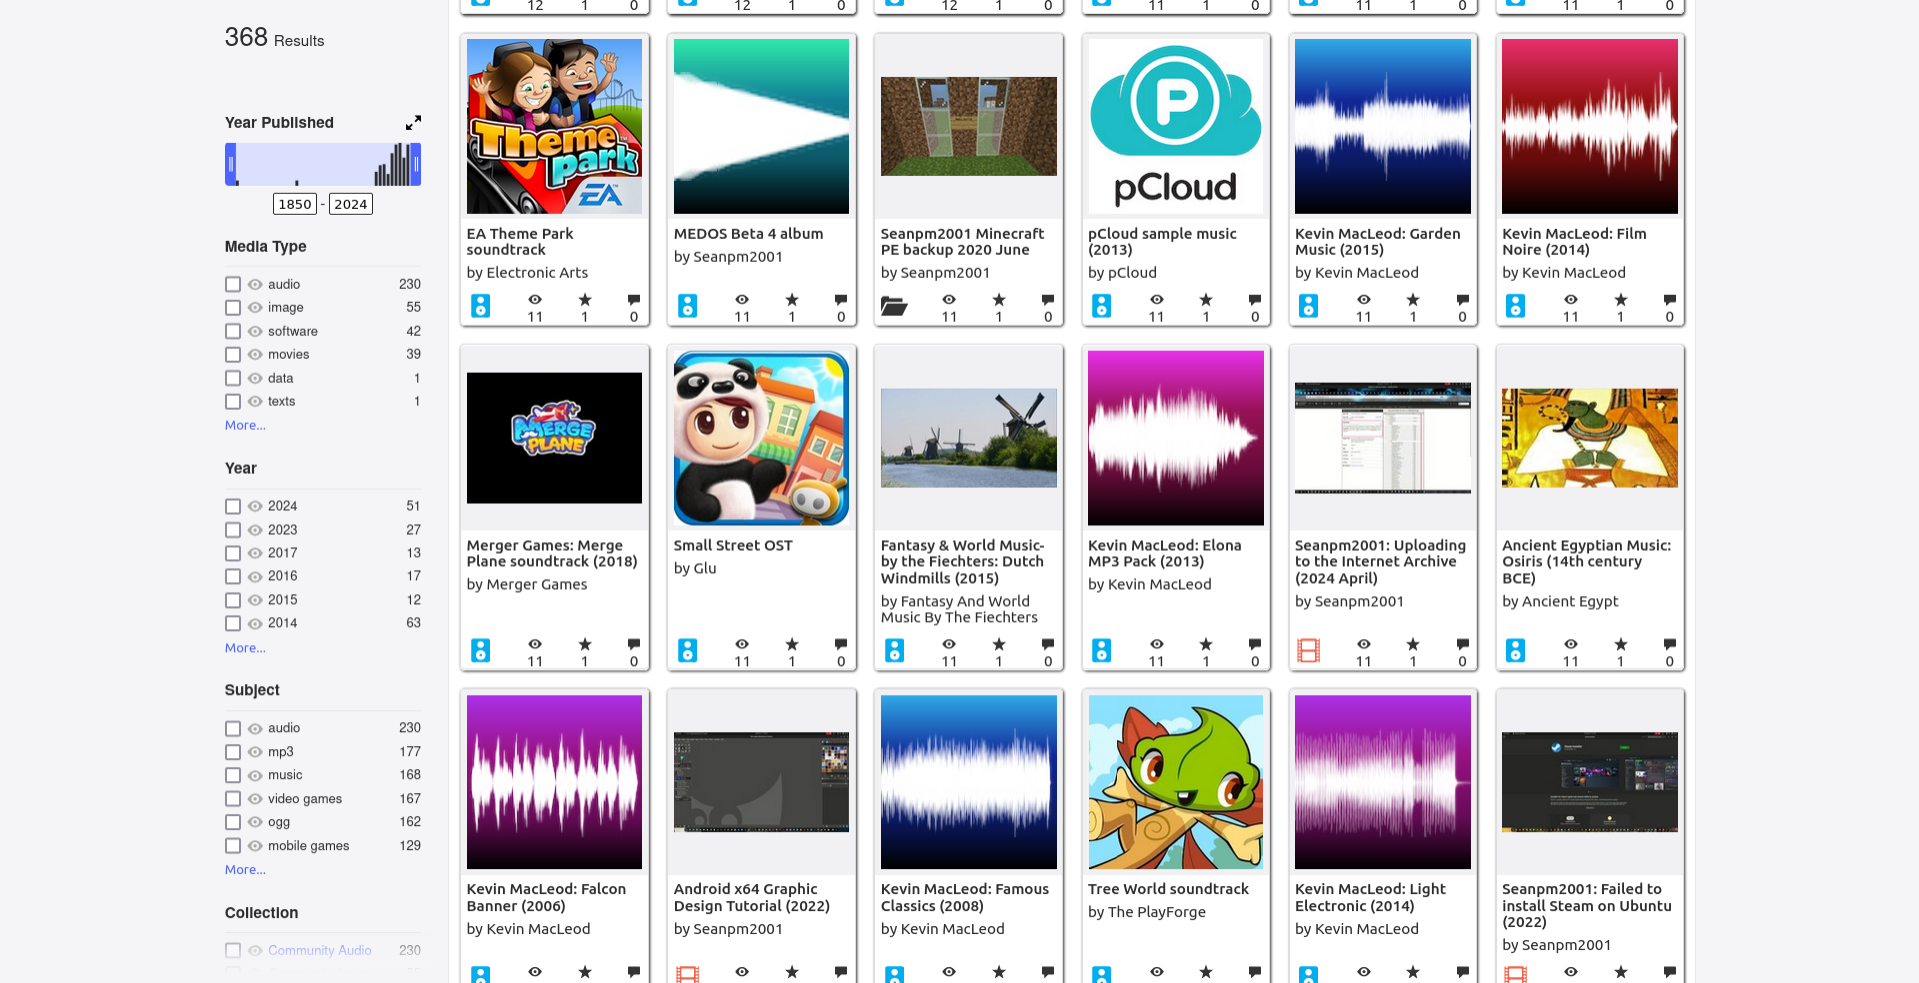 12 1 0
12 1 0
12 1 0
11 1 0
11 1 0
11 1 0
368 Results
Year Published
1850 - 2024
Media Type
audio 230
image 55
software 42
movies 39
data 1
texts 1
More...
Year
2024 51
2023 27
2017 13
2016 17
2015 12
2014 63
More...
Subject
audio 230
mp3 177
music 168
video games 167
ogg 162
mobile games 129
More...
Collection
Community Audio 230
Theme park
EA
EA Theme Park
soundtrack
by Electronic Arts
11 1 0
MEDOS Beta 4 album
by Seanpm2001
11 1 0
Seanpm2001 Minecraft
PE backup 2020 June
by Seanpm2001
11 1 0
P
pCloud
pCloud sample music
(2013)
by pCloud
11 1 0
Kevin MacLeod: Garden
Music (2015)
by Kevin MacLeod
11 1 0
Kevin MacLeod: Film
Noire (2014)
by Kevin MacLeod
11 1 0
MERGE
PLANE
Merger Games: Merge
Plane soundtrack (2018)
by Merger Games
11 1 0
Small Street OST
by Glu
11 1 0
Fantasy & World Music-
by the Fiechters: Dutch
Windmills (2015)
by Fantasy And World
Music By The Fiechters
11 1 0
Kevin MacLeod: Elona
MP3 Pack (2013)
by Kevin MacLeod
11 1 0
Seanpm2001: Uploading
to the Internet Archive
(2024 April)
by Seanpm2001
11 1 0
Ancient Egyptian Music:
Osiris (14th century
BCE)
by Ancient Egypt
11 1 0
Kevin MacLeod: Falcon
Banner (2006)
by Kevin MacLeod
Android x64 Graphic
Design Tutorial (2022)
by Seanpm2001
Kevin MacLeod: Famous
Classics (2008)
by Kevin MacLeod
Tree World soundtrack
by The PlayForge
Kevin MacLeod: Light
Electronic (2014)
by Kevin MacLeod
Seanpm2001: Failed to
install Steam on Ubuntu
(2022)
by Seanpm2001